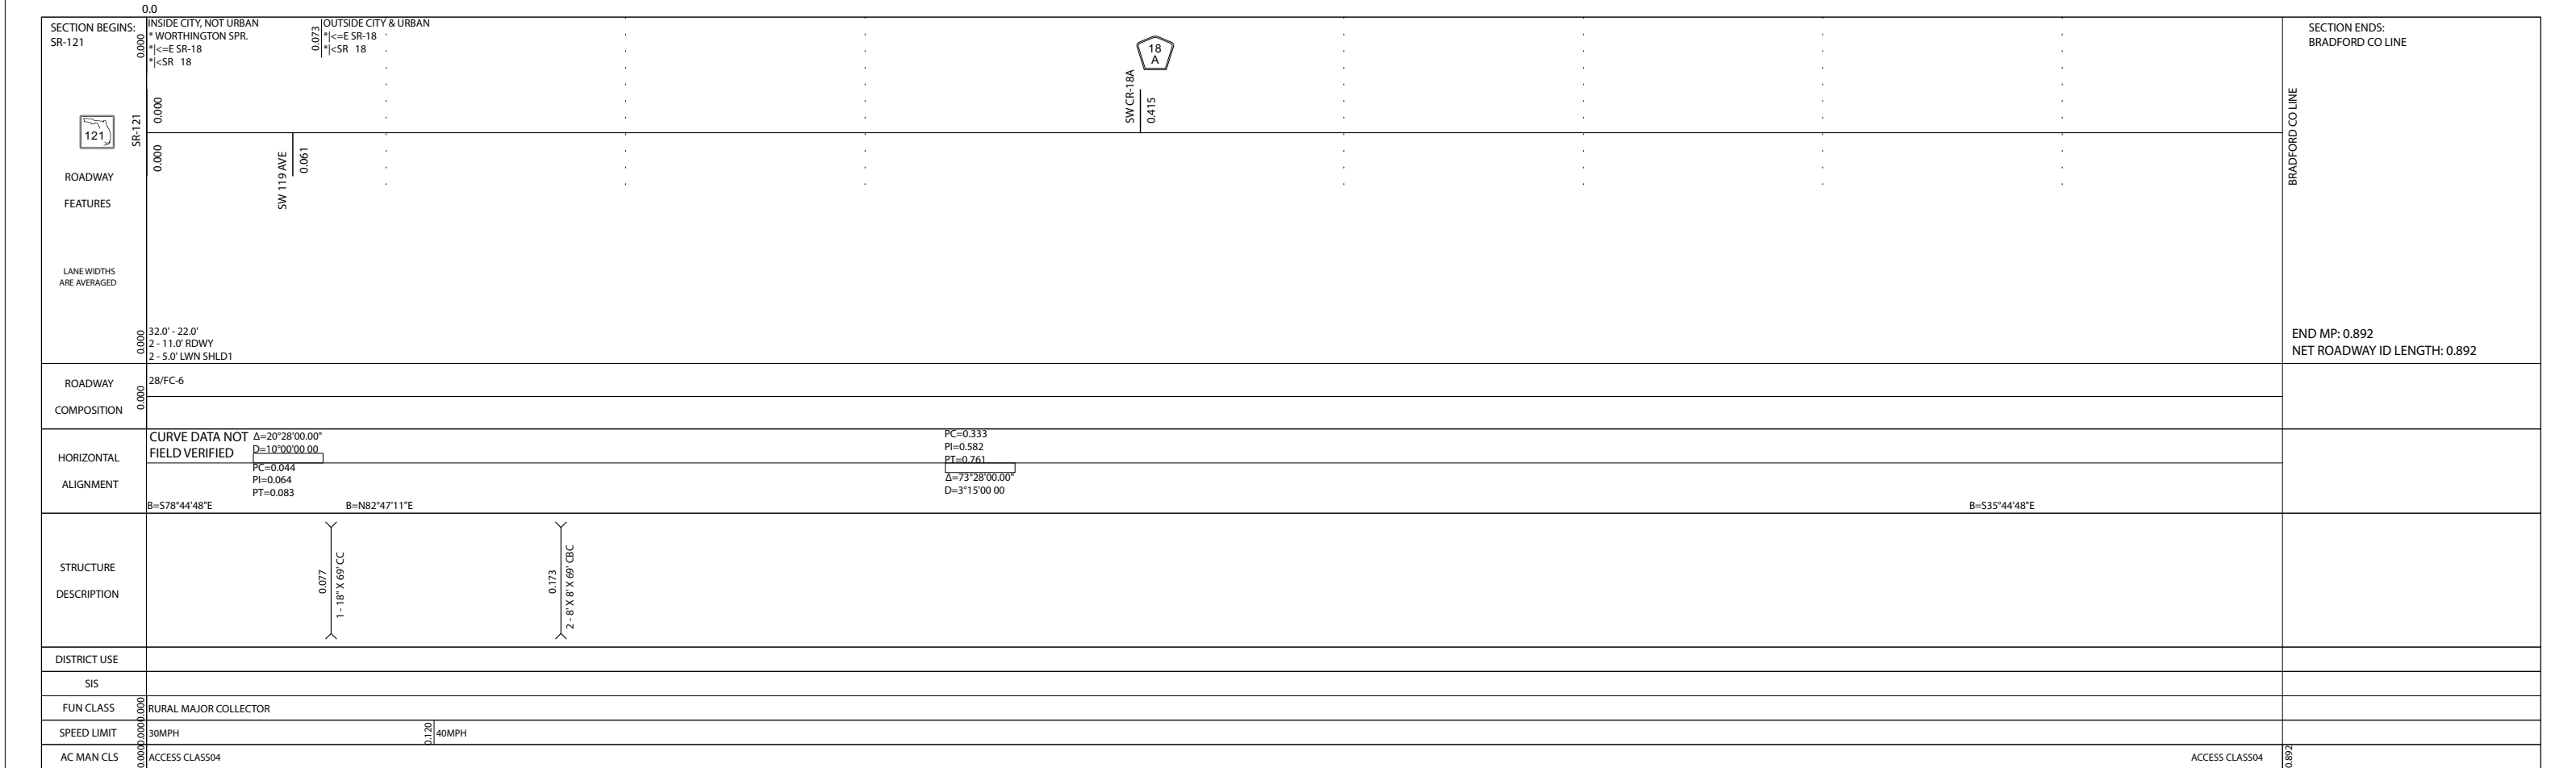 0.0
SECTION BEGINS:
SR-121
0.000
INSIDE CITY, NOT URBAN
* WORTHINGTON SPR.
*|<=E SR-18
*|<SR 18
0.073
OUTSIDE CITY & URBAN
*|<=E SR-18
*|<SR 18
18
A
SW CR-18A
0.415
SECTION ENDS:
BRADFORD CO LINE
BRADFORD CO LINE
121
SR-121
0.000
0.000
SW 119 AVE
0.061
ROADWAY
FEATURES
LANE WIDTHS
ARE AVERAGED
0.000
32.0' - 22.0'
2 - 11.0' RDWY
2 - 5.0' LWN SHLD1
END MP: 0.892
NET ROADWAY ID LENGTH: 0.892
ROADWAY
COMPOSITION
0.000
28/FC-6
HORIZONTAL
ALIGNMENT
CURVE DATA NOT
FIELD VERIFIED
Δ=20°28'00.00"
D=10°00'00 00
PC=0.044
PI=0.064
PT=0.083
PC=0.333
PI=0.582
PT=0.761
Δ=73°28'00.00"
D=3°15'00 00
B=S78°44'48"E
B=N82°47'11"E
B=S35°44'48"E
STRUCTURE
DESCRIPTION
0.077
1 - 18" X 69' CC
0.173
2 - 8' X 8' X 69' CBC
DISTRICT USE
SIS
FUN CLASS
0.000
RURAL MAJOR COLLECTOR
SPEED LIMIT
0.000
30MPH
0.120
40MPH
AC MAN CLS
0.000
ACCESS CLASS04
ACCESS CLASS04
0.892